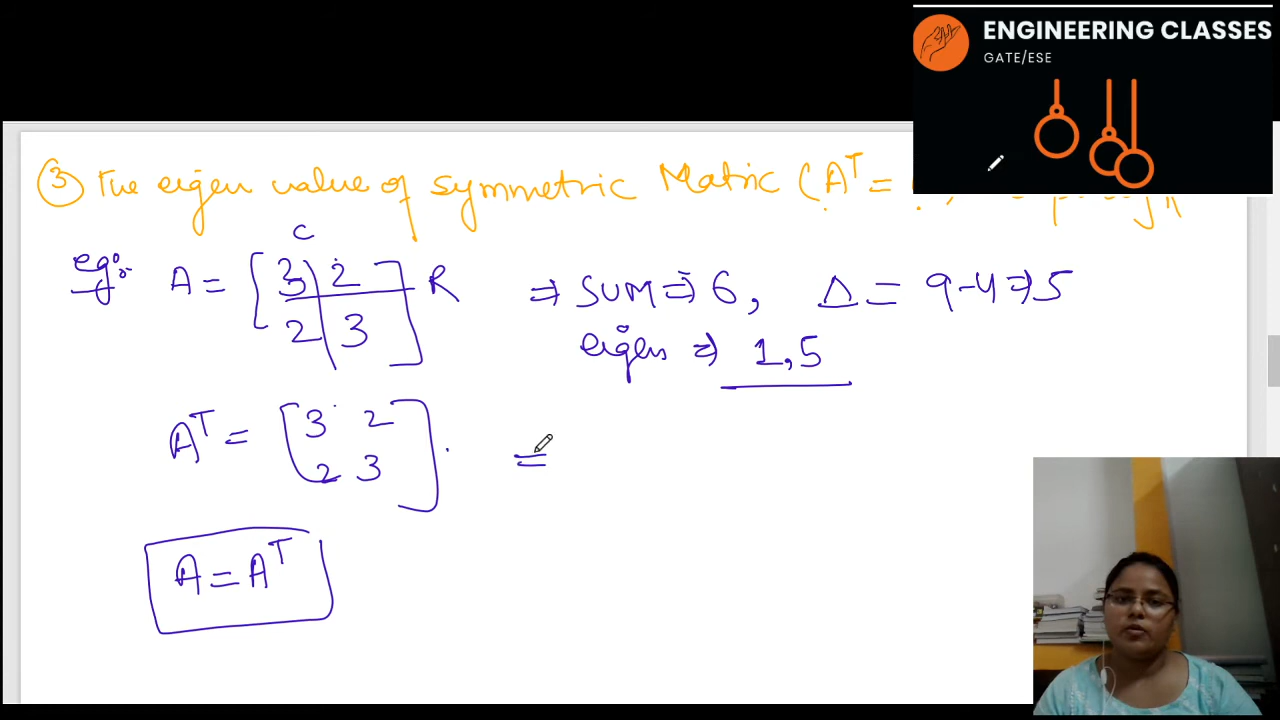 ENGINEERING CLASSES
GATE/ESE
③ The eigen value of symmetric Matric (Aᵀ =
C
eg:- A = [3 2 R ⇒ SUM ⇒ 6, Δ = 9-4 ⇒ 5
2 3]
eigen ⇒ 1,5
Aᵀ = [3 2
2 3] . =
A = Aᵀ